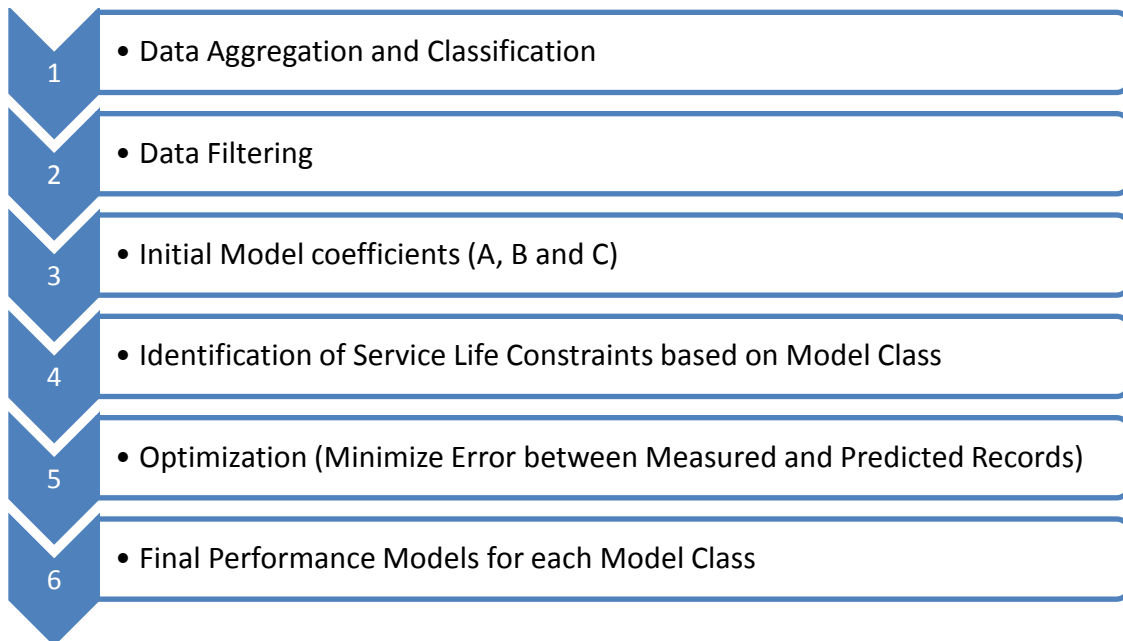 1
• Data Aggregation and Classification
2
• Data Filtering
3
• Initial Model coefficients (A, B and C)
4
• Identification of Service Life Constraints based on Model Class
5
• Optimization (Minimize Error between Measured and Predicted Records)
6
• Final Performance Models for each Model Class